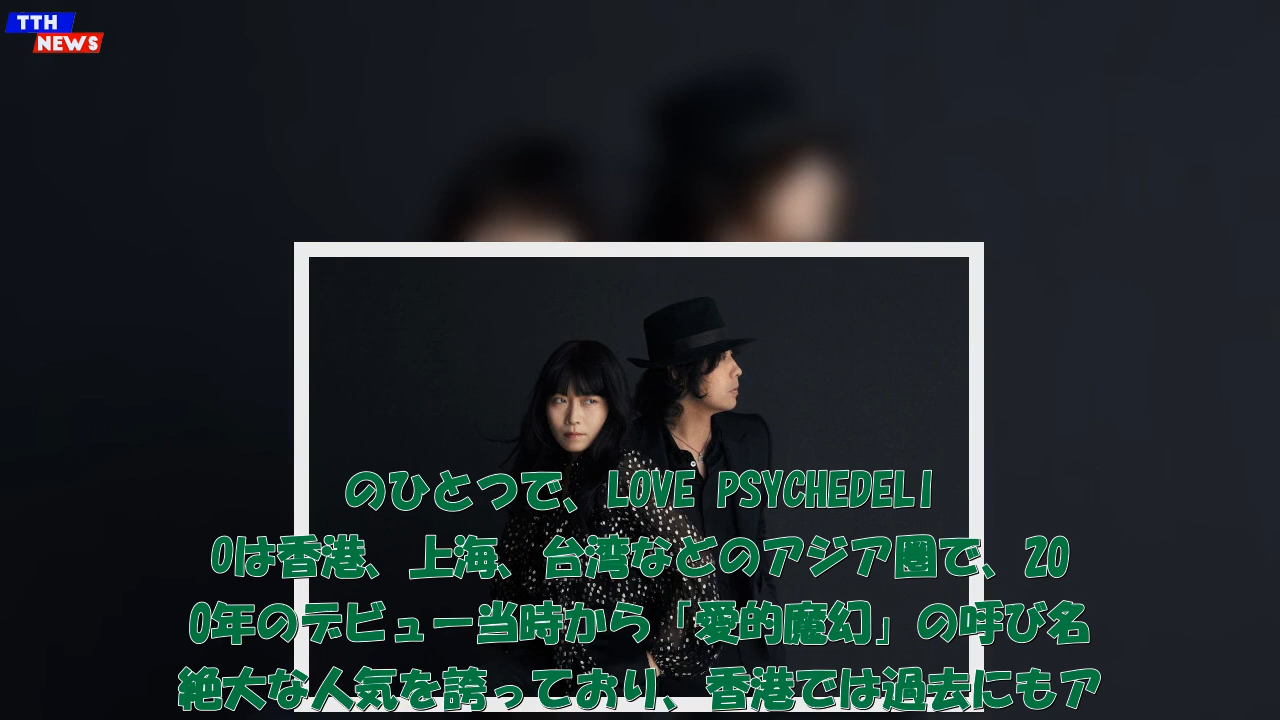 TTH
NEWS
のひとつで、LOVE PSYCHEDELI
Oは香港、上海、台湾などのアジア圏で、20
0年のデビュー当時から「愛的魔幻」の呼び名
絶大な人気を誇っており、香港では過去にもア